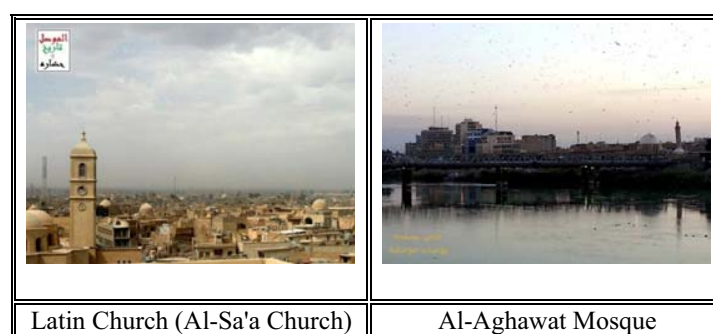 الموصل
تاريخ
و
حضارة
Latin Church (Al-Sa'a Church)
Al-Aghawat Mosque